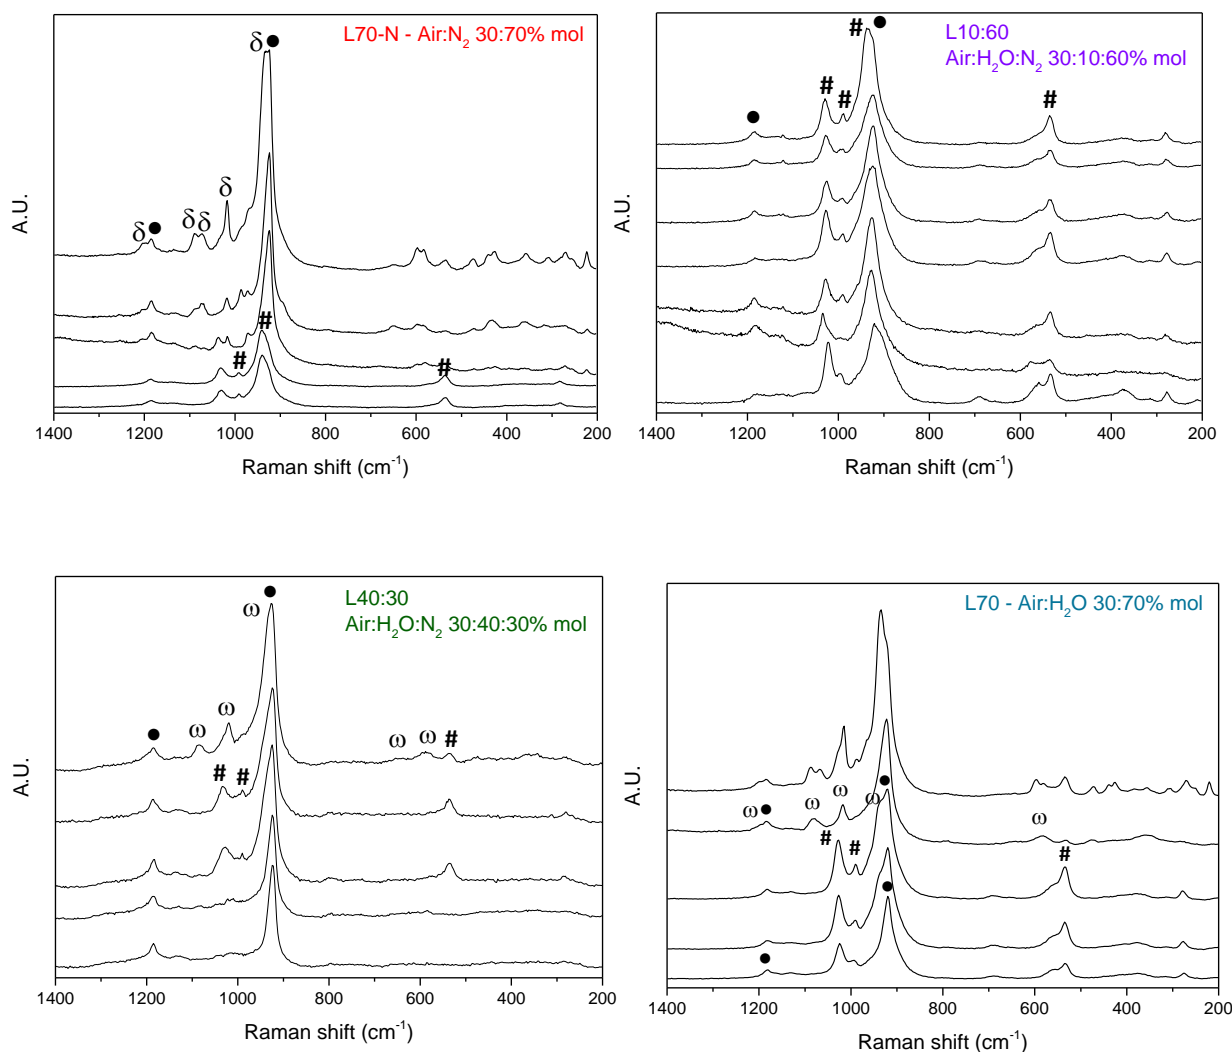 L70-N - Air:N₂ 30:70% mol
δ ●
δ ● δ δ δ
#
# #
A.U.
1400 1200 1000 800 600 400 200
Raman shift (cm⁻¹)
L10:60
Air:H₂O:N₂ 30:10:60% mol
# ●
● # # #
A.U.
1400 1200 1000 800 600 400 200
Raman shift (cm⁻¹)
L40:30
Air:H₂O:N₂ 30:40:30% mol
ω ●
● ω ω ω ω #
# #
A.U.
1400 1200 1000 800 600 400 200
Raman shift (cm⁻¹)
L70 - Air:H₂O 30:70% mol
●
ω ● ω ω ω ω
# # #
●
●
A.U.
1400 1200 1000 800 600 400 200
Raman shift (cm⁻¹)